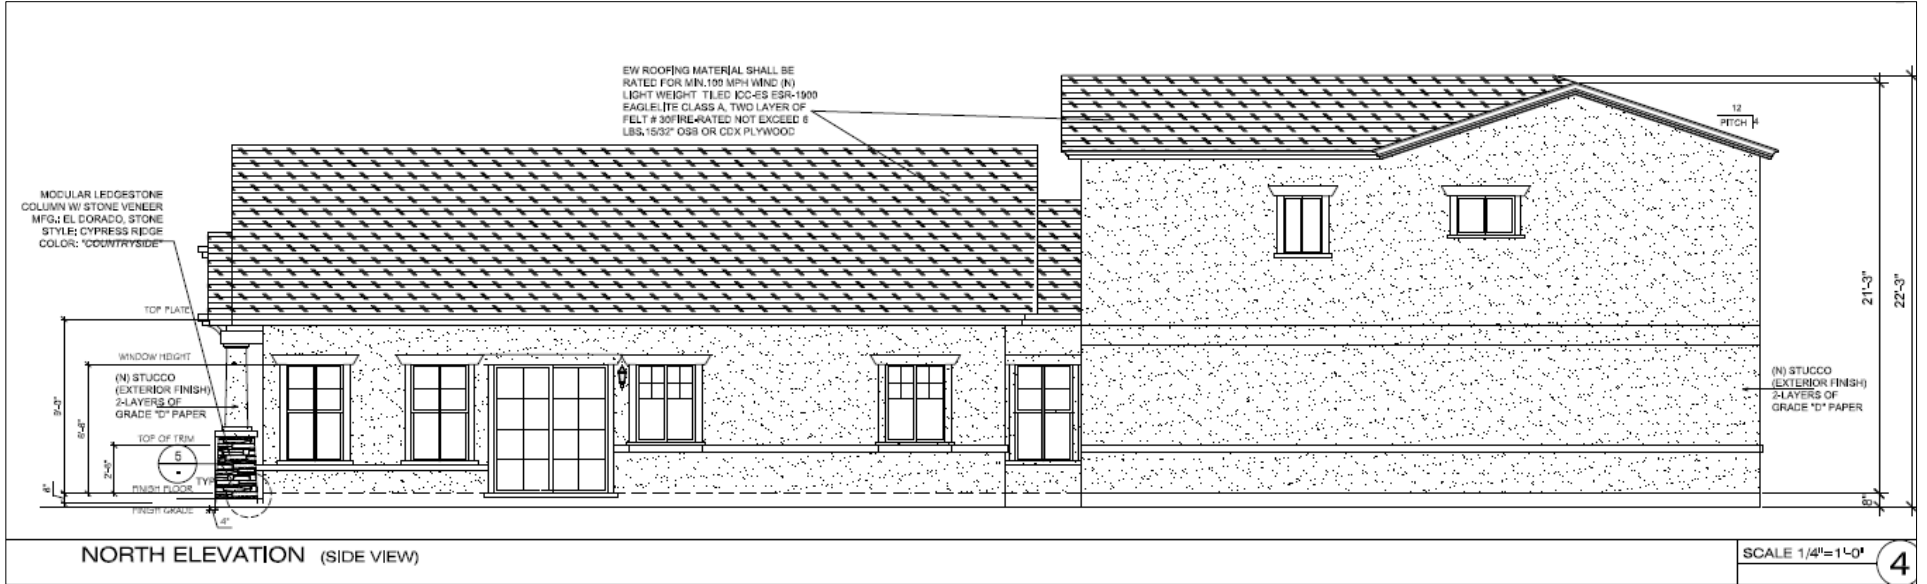 EW ROOFING MATERIAL SHALL BE
RATED FOR MIN.100 MPH WIND (N)
LIGHT WEIGHT TILED ICC-ES ESR-1900
EAGLELITE CLASS A, TWO LAYER OF
FELT # 30FIRE-RATED NOT EXCEED 6
LBS.15/32" OSB OR CDX PLYWOOD
12
PITCH 4
MODULAR LEDGESTONE
COLUMN W/ STONE VENEER
MFG.: EL DORADO, STONE
STYLE: CYPRESS RIDGE
COLOR: "COUNTRYSIDE"
TOP PLATE
WINDOW HEIGHT
(N) STUCCO
(EXTERIOR FINISH)
2-LAYERS OF
GRADE "D" PAPER
TOP OF TRIM
5
-
TYP
FINISH FLOOR
FINISH GRADE
9'-0"
6'-8"
2'-6"
8"
4"
21'-3"
22'-3"
8"
(N) STUCCO
(EXTERIOR FINISH)
2-LAYERS OF
GRADE "D" PAPER
NORTH ELEVATION (SIDE VIEW)
SCALE 1/4"=1'-0"
4